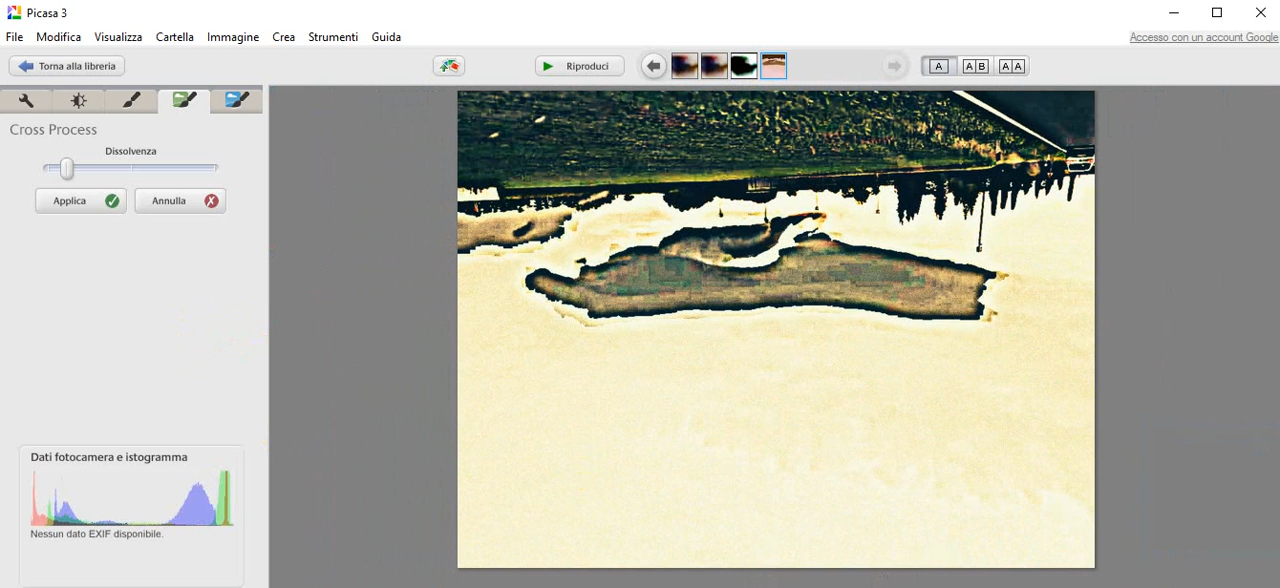 Picasa 3
File Modifica Visualizza Cartella Immagine Crea Strumenti Guida
Accesso con un account Google
Torna alla libreria
Riproduci
A
A B
A A
Cross Process
Dissolvenza
Applica
Annulla
Dati fotocamera e istogramma
Nessun dato EXIF disponibile.